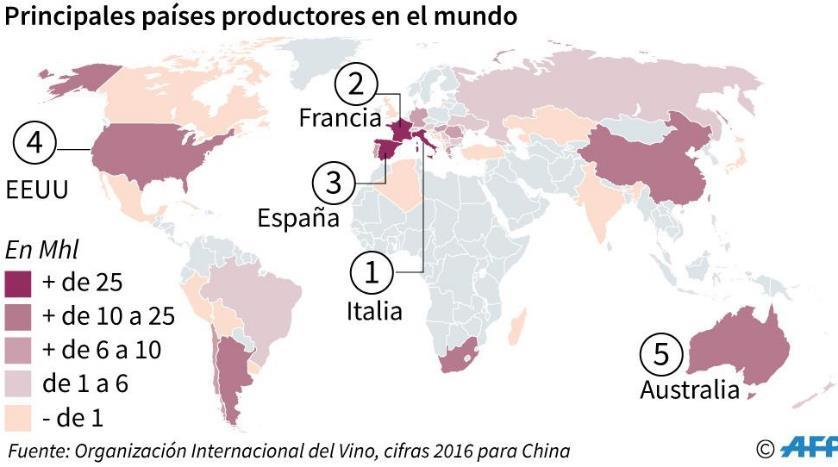 Principales países productores en el mundo
2
Francia
4
EEUU
3
España
1
Italia
5
Australia
En Mhl
+ de 25
+ de 10 a 25
+ de 6 a 10
de 1 a 6
- de 1
Fuente: Organización Internacional del Vino, cifras 2016 para China
© AFP